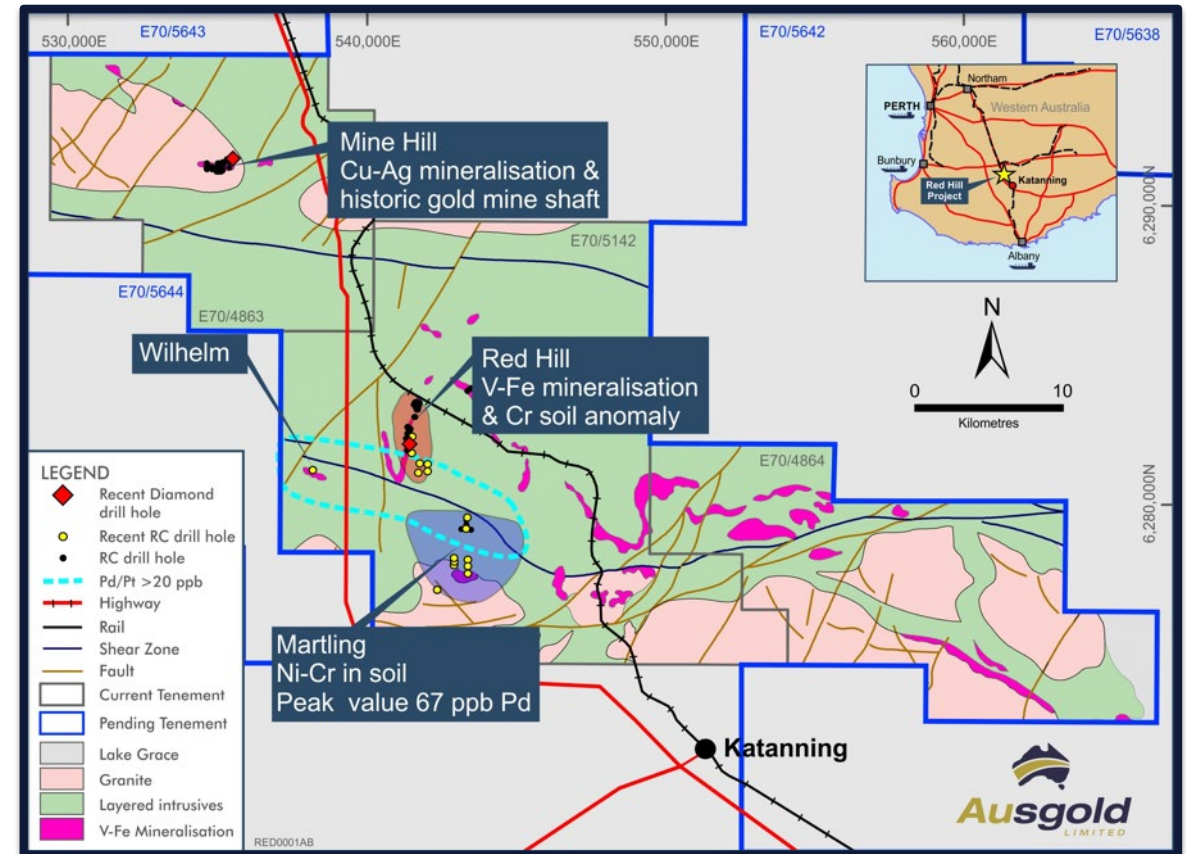 530,000E
E70/5643
540,000E
550,000E
E70/5642
560,000E
E70/5638
Mine Hill
Cu-Ag mineralisation &
historic gold mine shaft
Northam
PERTH
Western Australia
Bunbury
Red Hill
Project
Katanning
Albany
6,290,000N
E70/5142
E70/5644
E70/4863
Wilhelm
Red Hill
V-Fe mineralisation
& Cr soil anomaly
N
0
10
Kilometres
E70/4864
6,280,000N
LEGEND
Recent Diamond
drill hole
Recent RC drill hole
RC drill hole
Pd/Pt >20 ppb
Highway
Rail
Shear Zone
Fault
Current Tenement
Pending Tenement
Lake Grace
Granite
Layered intrusives
V-Fe Mineralisation
Martling
Ni-Cr in soil
Peak value 67 ppb Pd
Katanning
RED0001AB
Ausgold
LIMITED